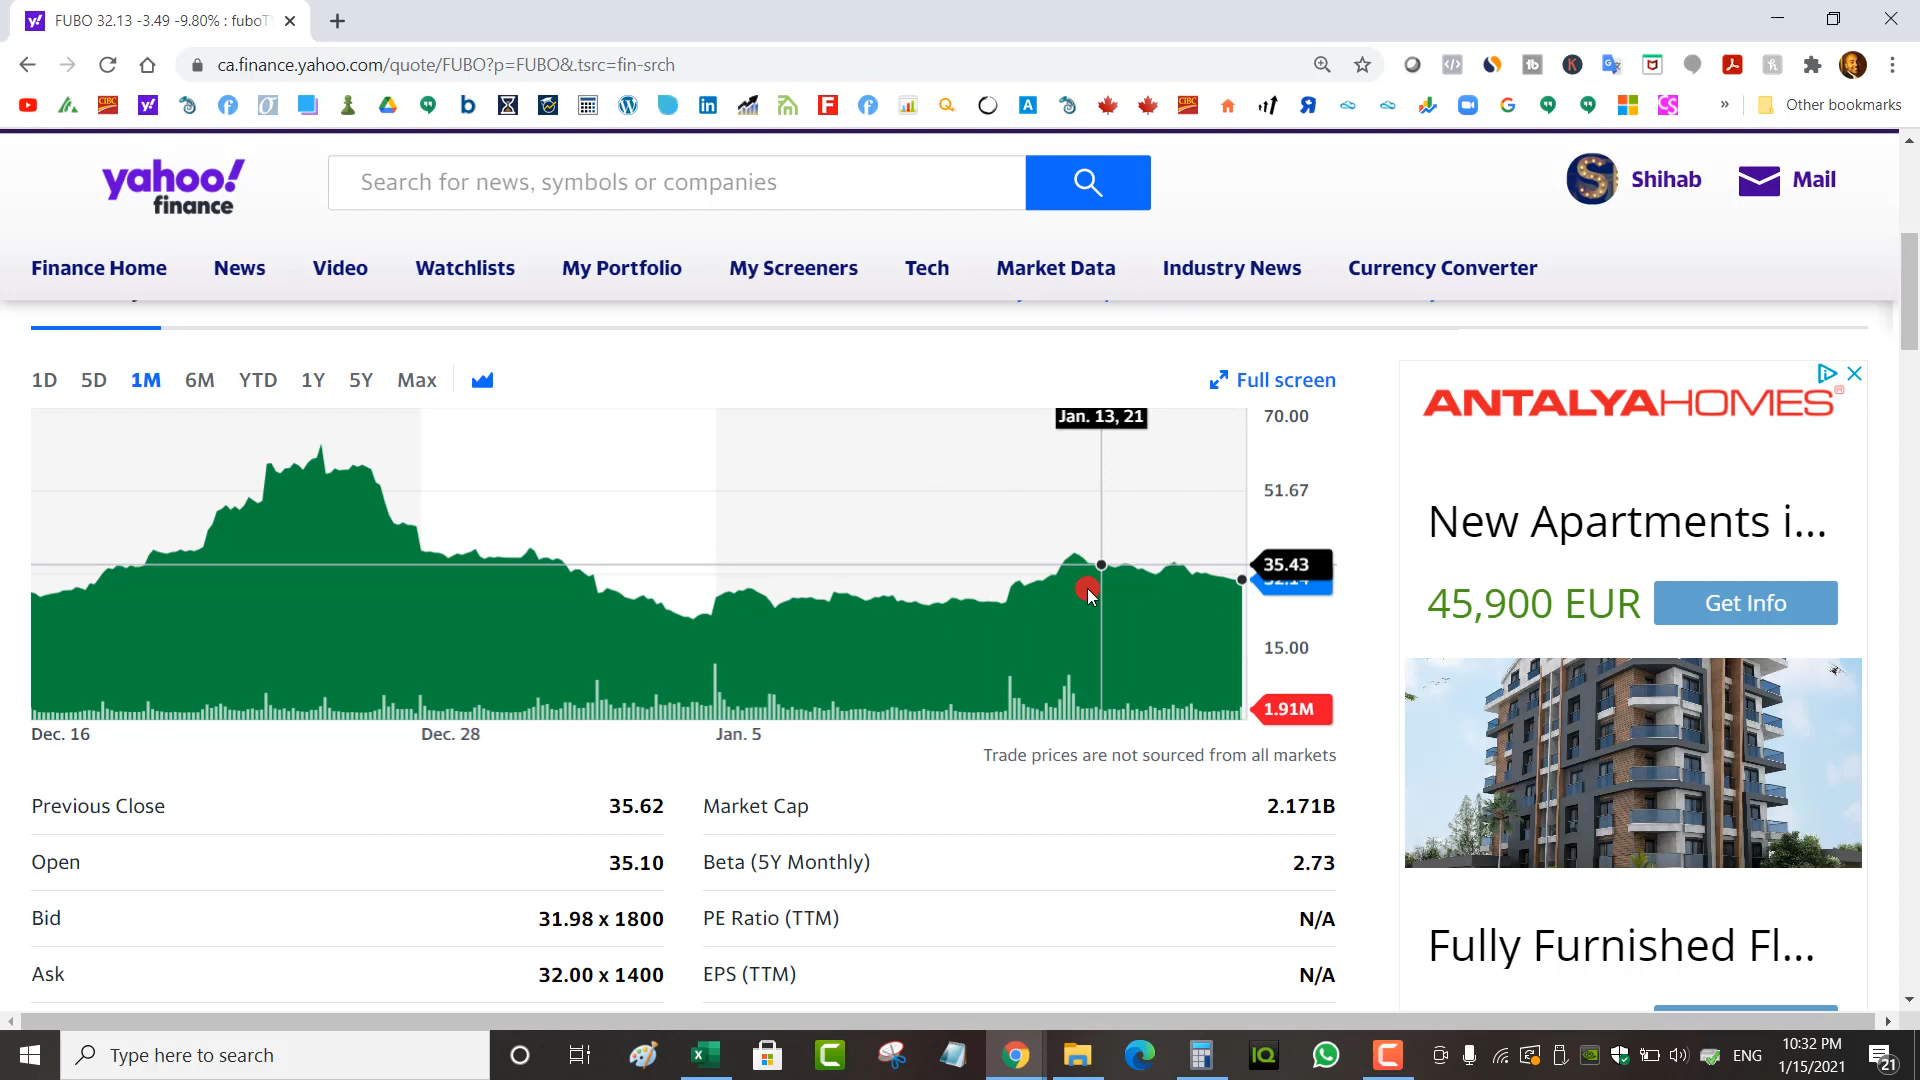 FUBO 32.13 -3.49 -9.80% : fuboT
ca.finance.yahoo.com/quote/FUBO?p=FUBO&.tsrc=fin-srch
Other bookmarks
yahoo!
finance
Search for news, symbols or companies
Shihab
Mail
Finance Home
News
Video
Watchlists
My Portfolio
My Screeners
Tech
Market Data
Industry News
Currency Converter
1D 5D 1M 6M YTD 1Y 5Y Max
Full screen
Jan. 13, 21
70.00
51.67
35.43
32.14
15.00
1.91M
Dec. 16
Dec. 28
Jan. 5
Trade prices are not sourced from all markets
Previous Close 35.62
Market Cap 2.171B
Open 35.10
Beta (5Y Monthly) 2.73
Bid 31.98 x 1800
PE Ratio (TTM) N/A
Ask 32.00 x 1400
EPS (TTM) N/A
ANTALYAHOMES
New Apartments i...
45,900 EUR
Get Info
Fully Furnished Fl...
Type here to search
ENG
10:32 PM
1/15/2021
21